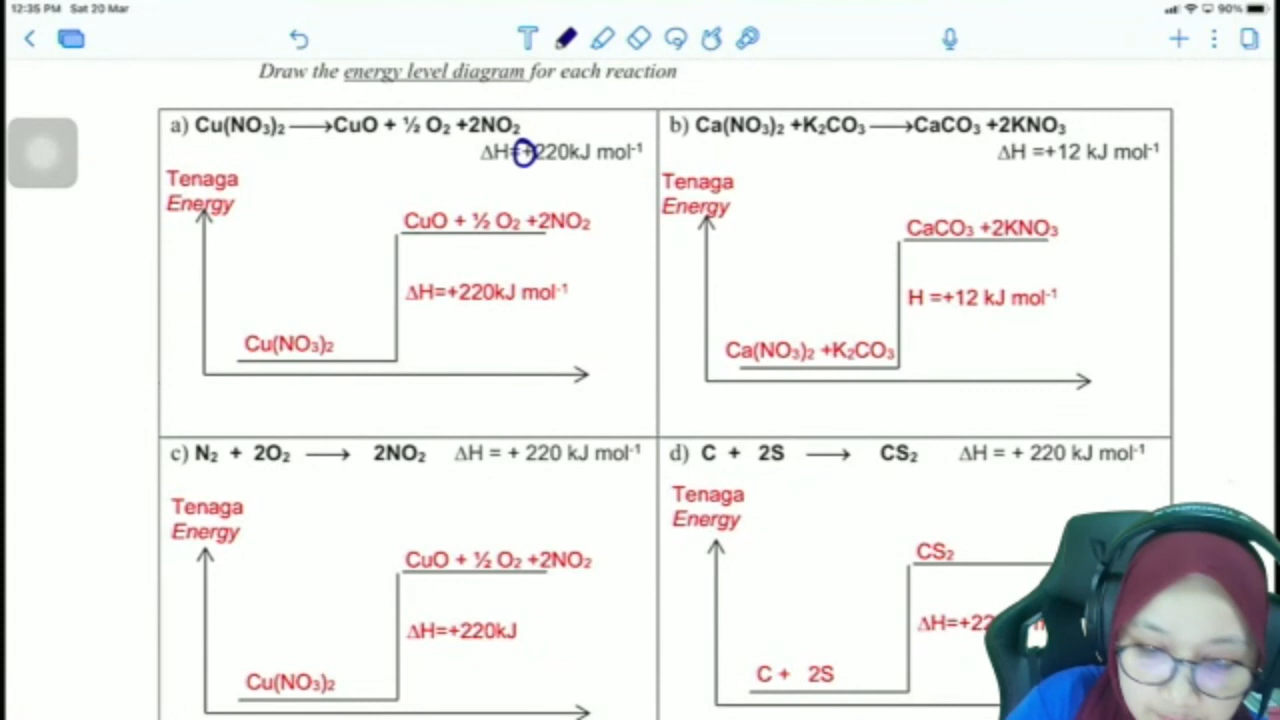 12:35 PM Sat 20 Mar
90%
Draw the energy level diagram for each reaction
a) Cu(NO₃)₂ ⟶CuO + ½ O₂ +2NO₂
ΔH=+220kJ mol⁻¹
Tenaga
Energy
CuO + ½ O₂ +2NO₂
ΔH=+220kJ mol⁻¹
Cu(NO₃)₂
b) Ca(NO₃)₂ +K₂CO₃⟶CaCO₃ +2KNO₃
ΔH =+12 kJ mol⁻¹
Tenaga
Energy
CaCO₃ +2KNO₃
H =+12 kJ mol⁻¹
Ca(NO₃)₂ +K₂CO₃
c) N₂ + 2O₂ ⟶ 2NO₂ ΔH = + 220 kJ mol⁻¹
Tenaga
Energy
CuO + ½ O₂ +2NO₂
ΔH=+220kJ
Cu(NO₃)₂
d) C + 2S ⟶ CS₂ ΔH = + 220 kJ mol⁻¹
Tenaga
Energy
CS₂
C + 2S